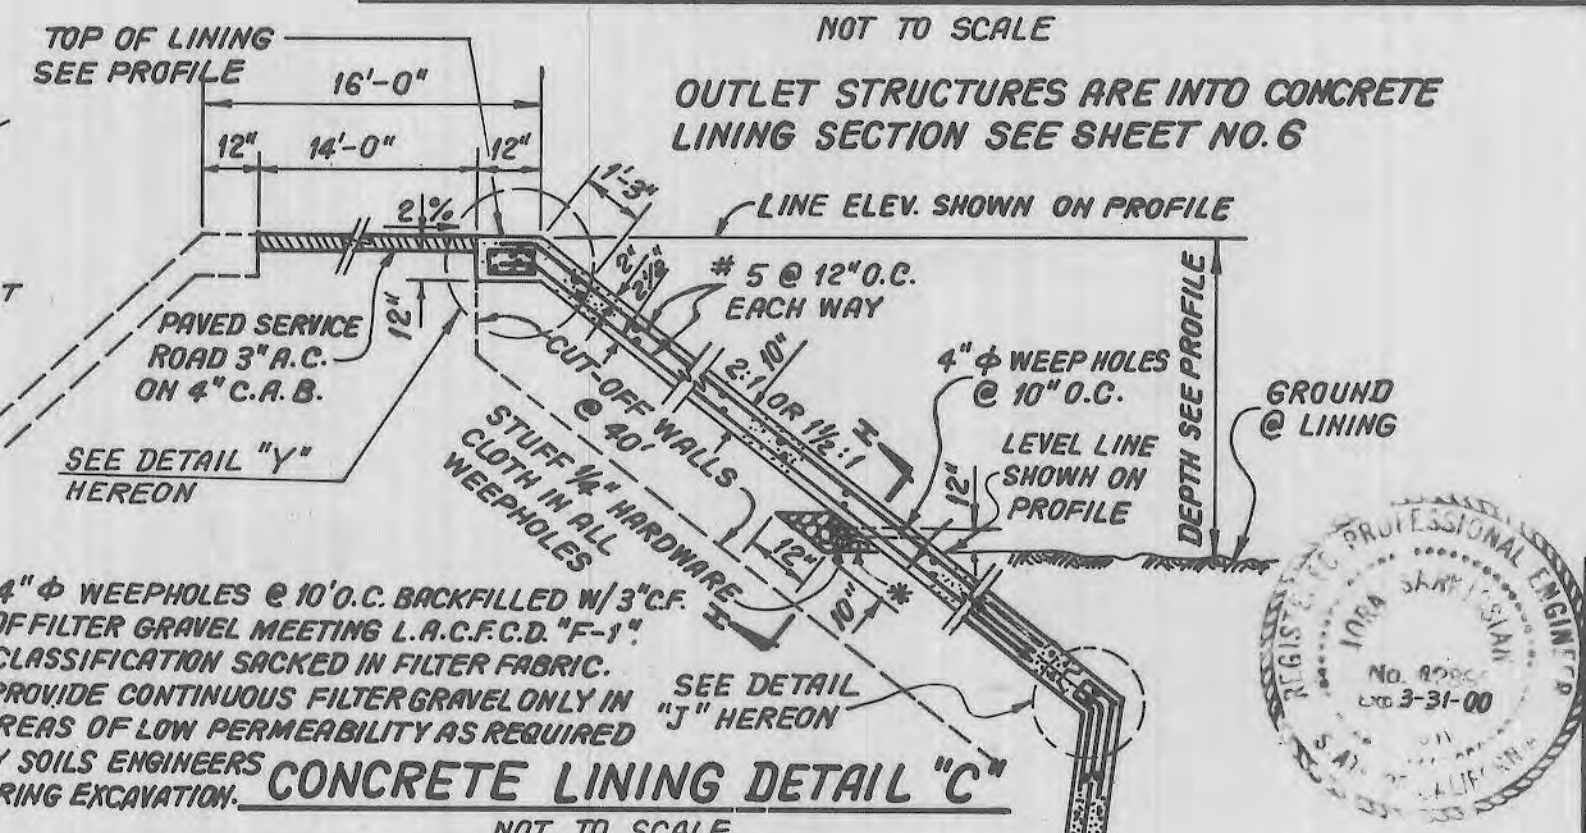 NOT TO SCALE
OUTLET STRUCTURES ARE INTO CONCRETE
LINING SECTION SEE SHEET NO. 6
TOP OF LINING
SEE PROFILE
16'-0"
12"
14'-0"
12"
1'-3"
2 %
LINE ELEV. SHOWN ON PROFILE
T
2"
2 1/2"
# 5 @ 12" O.C.
EACH WAY
12"
PAVED SERVICE
ROAD 3" A.C.
ON 4" C.A.B.
SEE DETAIL "Y"
HEREON
CUT-OFF WALLS
@ 40'
10"
2:1 OR 1½:1
H
4" ϕ WEEP HOLES
@ 10" O.C.
LEVEL LINE
SHOWN ON
PROFILE
12"
DEPTH SEE PROFILE
GROUND
@ LINING
STUFF ¼" HARDWARE
CLOTH IN ALL
WEEPHOLES
12"
10"
*
H
4" ϕ WEEPHOLES @ 10' O.C. BACKFILLED W/ 3" C.F.
OF FILTER GRAVEL MEETING L.A.C.F.C.D. "F-1"
CLASSIFICATION SACKED IN FILTER FABRIC.
PROVIDE CONTINUOUS FILTER GRAVEL ONLY IN
REAS OF LOW PERMEABILITY AS REQUIRED
Y SOILS ENGINEERS
RING EXCAVATION.
SEE DETAIL
"J" HEREON
CONCRETE LINING DETAIL "C"
NOT TO SCALE
PROFESSIONAL ENGINEER
No.
3-31-00